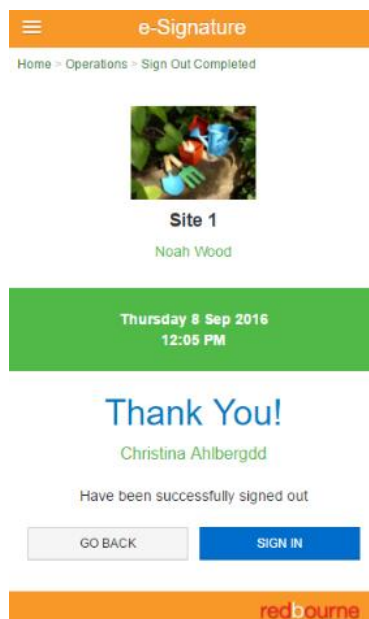 e-Signature
Home > Operations > Sign Out Completed
Site 1
Noah Wood
Thursday 8 Sep 2016
12:05 PM
Thank You!
Christina Ahlbergdd
Have been successfully signed out
GO BACK SIGN IN
redbourne